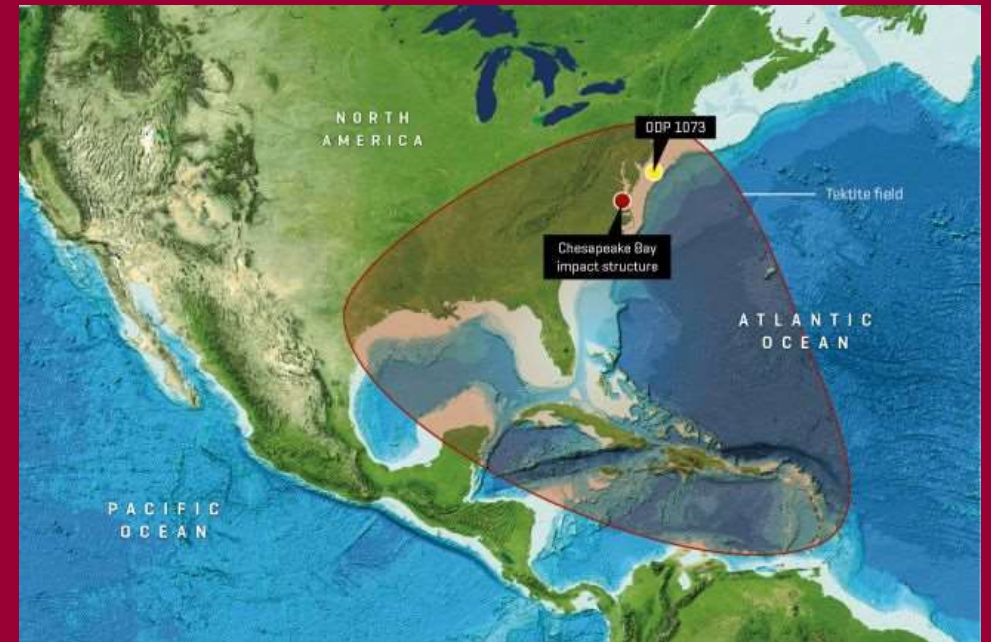 NORTH
AMERICA
ODP 1073
Tektite field
Chesapeake Bay
impact structure
ATLANTIC
OCEAN
PACIFIC
OCEAN